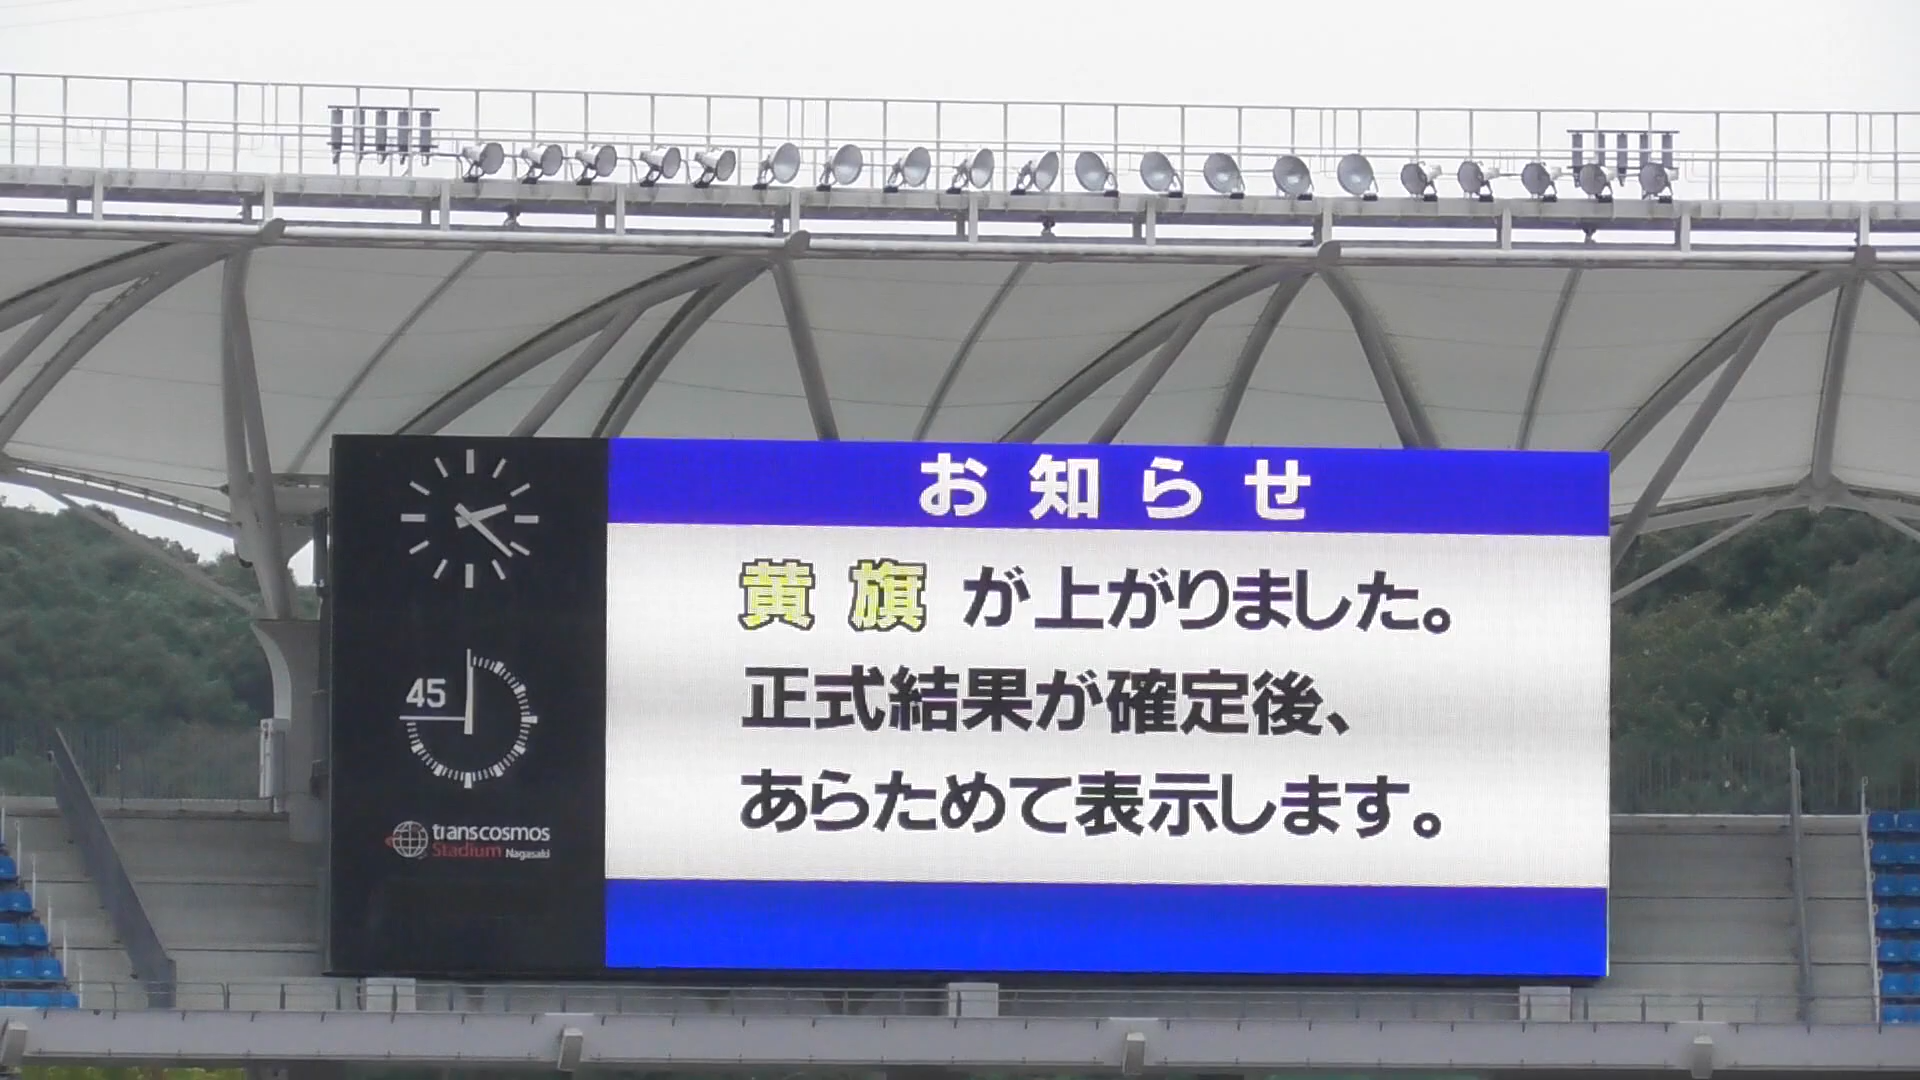 お知らせ
黄旗が上がりました。
正式結果が確定後、
あらためて表示します。
45
transcosmos
Stadium Nagasaki